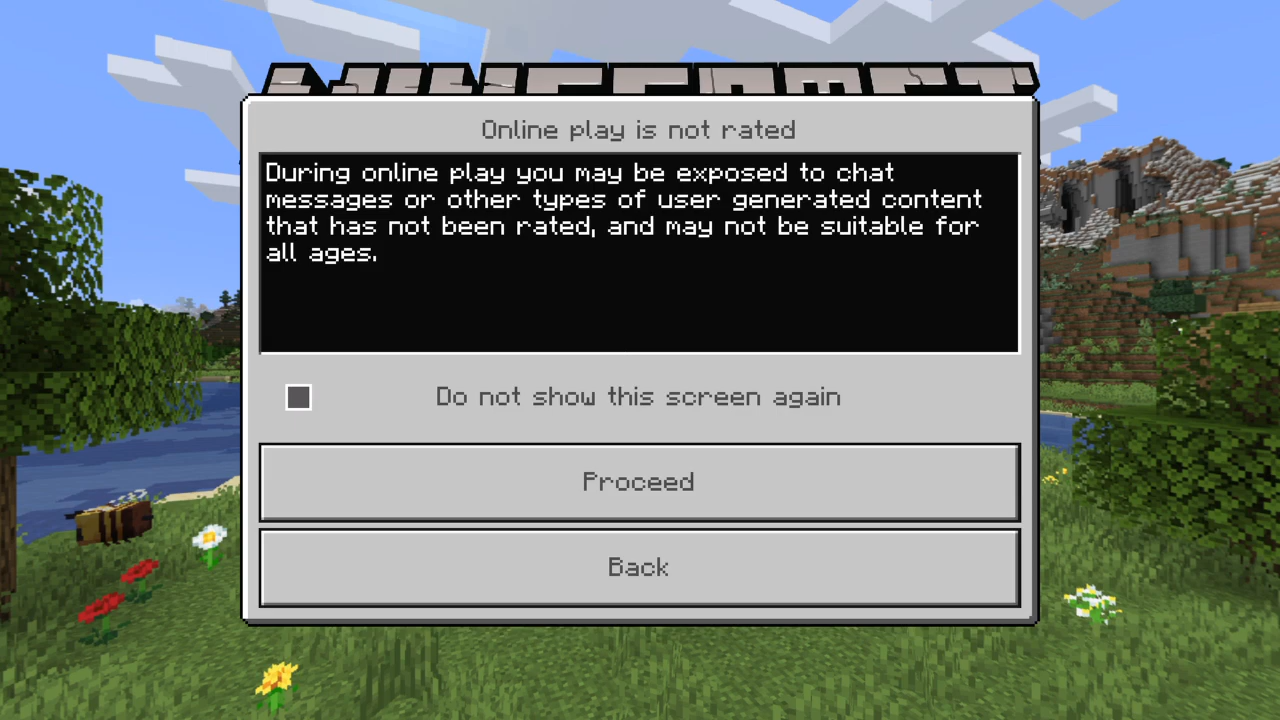 Online play is not rated
During online play you may be exposed to chat
messages or other types of user generated content
that has not been rated, and may not be suitable for
all ages.
Do not show this screen again
Proceed
Back